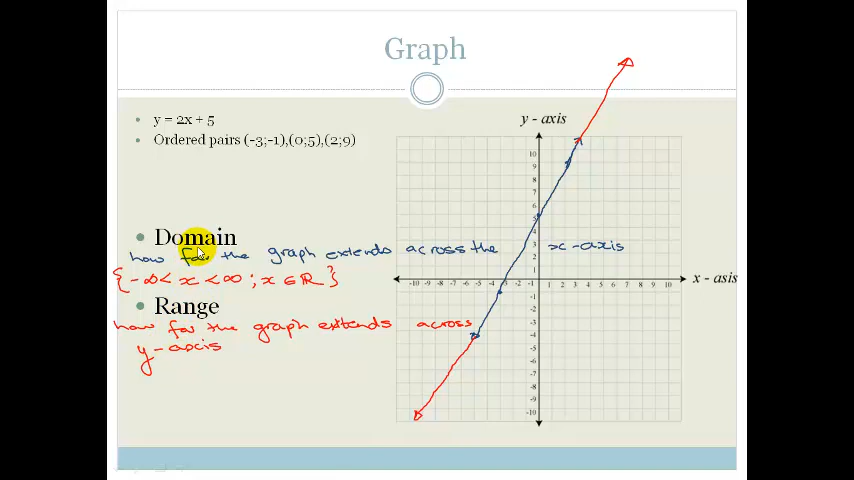 Graph
y = 2x + 5
Ordered pairs (-3;-1),(0;5),(2;9)
y - axis
Domain
how far the graph extends across the x-axis
{-∞< x <∞ ; x ∈ ℝ}
Range
how far the graph extends across
y-axis
x - asis
10
9
8
7
6
5
4
3
2
1
-10 -9 -8 -7 -6 -5 -4 -3 -2 -1 1 2 3 4 5 6 7 8 9 10
-1
-2
-3
-4
-5
-6
-7
-8
-9
-10